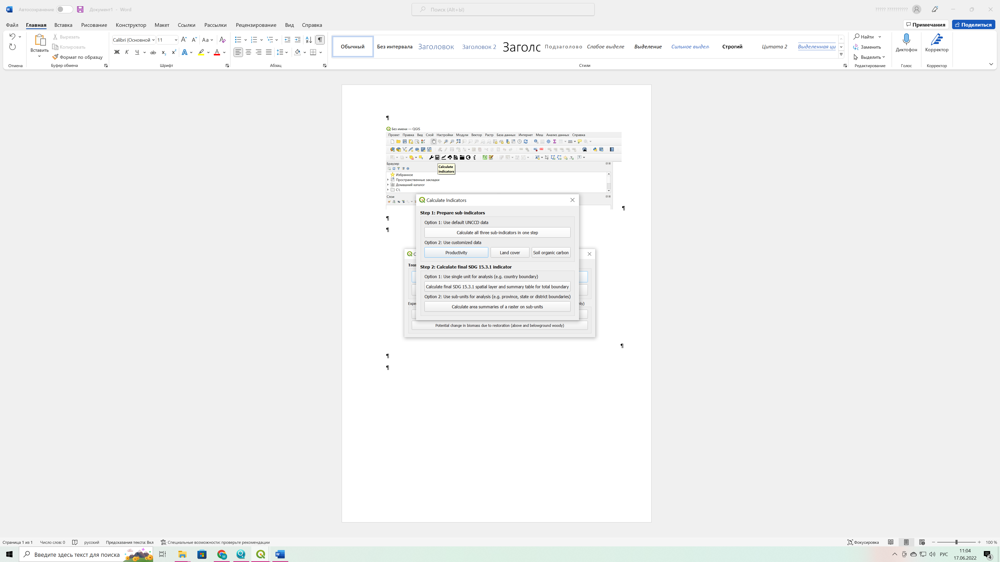 Автосохранение
Документ1 - Word
Поиск (Alt+Ы)
????? ??????????
Файл Главная Вставка Рисование Конструктор Макет Ссылки Рассылки Рецензирование Вид Справка
Примечания Поделиться
Вставить
Вырезать
Копировать
Формат по образцу
Calibri (Основной 11
Обычный Без интервала Заголовок Заголовок 2 Заголс Подзаголово Слабое выделе Выделение Сильное выдел Строгий Цитата 2 Выделенная ци
Найти
Заменить
Выделить
Диктофон
Корректор
Отмена Буфер обмена Шрифт Абзац Стили Редактирование Голос Корректор
Без имени — QGIS
Проект Правка Вид Слой Настройки Модули Вектор Растр База данных Интернет Меш Анализ данных Справка
Браузер
Calculate
indicators
Избранное
Пространственные закладки
Домашний каталог
C:\
Слои
Calculate Indicators
Step 1: Prepare sub-indicators
Option 1: Use default UNCCD data
Calculate all three sub-indicators in one step
Option 2: Use customized data
Productivity Land cover Soil organic carbon
Step 2: Calculate final SDG 15.3.1 indicator
Option 1: Use single unit for analysis (e.g. country boundary)
Calculate final SDG 15.3.1 spatial layer and summary table for total boundary
Option 2: Use sub-units for analysis (e.g. province, state or district boundaries)
Calculate area summaries of a raster on sub-units
Potential change in biomass due to restoration (above and belowground woody)
Страница 1 из 1 Число слов: 0 русский Предсказания текста: Вкл Специальные возможности: проверьте рекомендации
Фокусировка 100 %
Введите здесь текст для поиска
РУС
11:04
17.06.2022
4